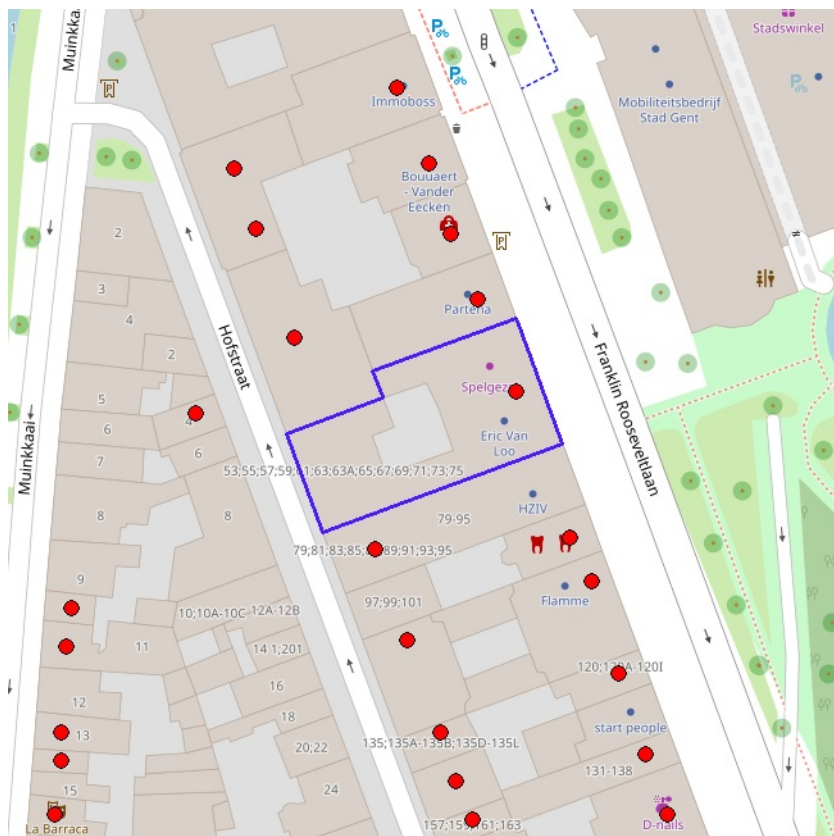 1
Muinkkaai
Stadswinkel
Immoboss
Mobiliteitsbedrijf
Stad Gent
Bouuaert
- Vander
Eecken
2
3
4
2
Partena
Hofstraat
Franklin Rooseveltlaan
5
Spelgez
4
6
6
Eric Van
Loo
Muinkkaai
7
53;55;57;59;61;63;63A;65;67;69;71;73;75
HZIV
8
8
79-95
79;81;83;85;87;89;91;93;95
9
Flamme
97;99;101
10;10A-10C
12A-12B
11
14 1;201
120;120A-120I
16
12
18
start people
13
135;135A-135B;135D-135L
20;22
131-138
15
24
La Barraca
157;159;161;163
D-nails